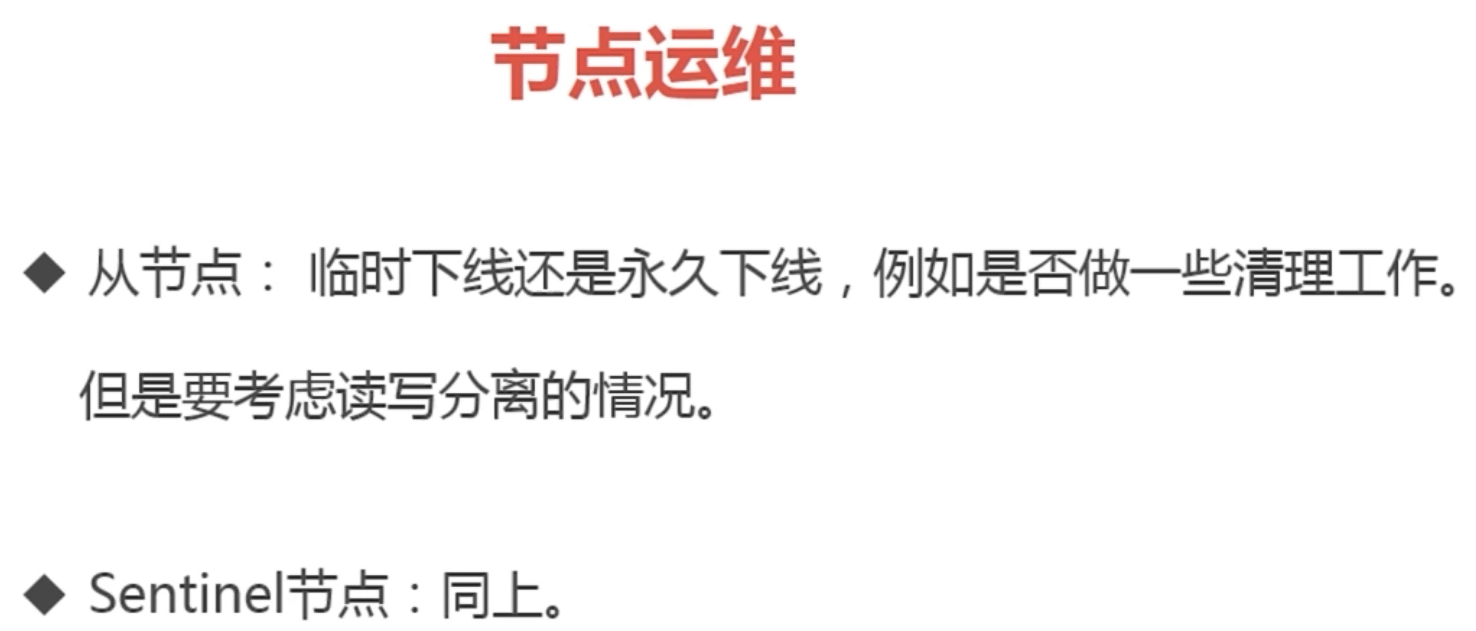 节点运维
◆ 从节点： 临时下线还是永久下线，例如是否做一些清理工作。
但是要考虑读写分离的情况。
◆ Sentinel节点：同上。